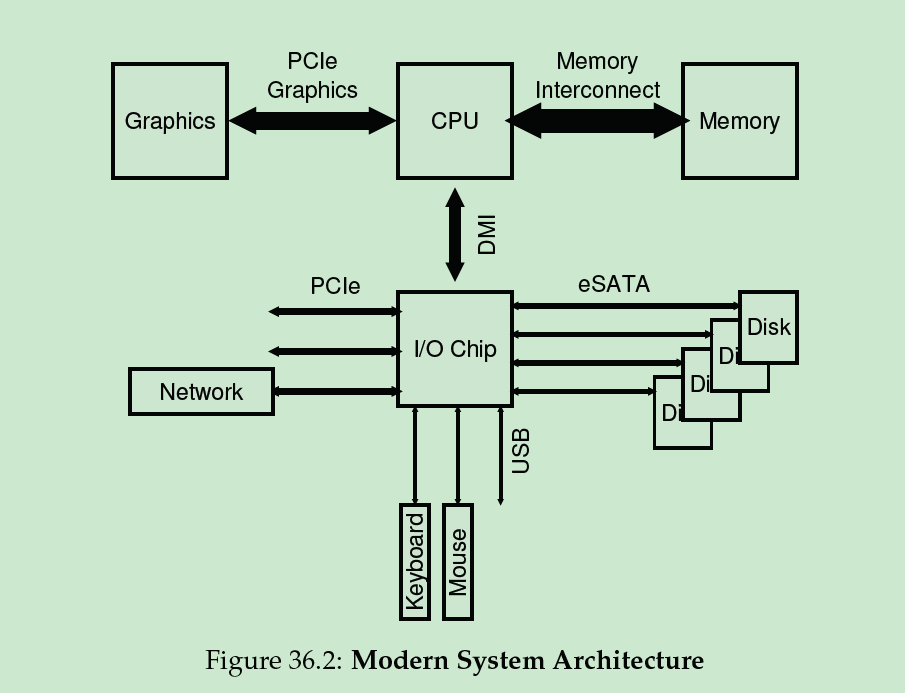 PCIe
Graphics
Memory
Interconnect
Graphics
CPU
Memory
DMI
PCIe
eSATA
I/O Chip
Disk
Di
Di
Di
Network
USB
Keyboard
Mouse
Figure 36.2: Modern System Architecture